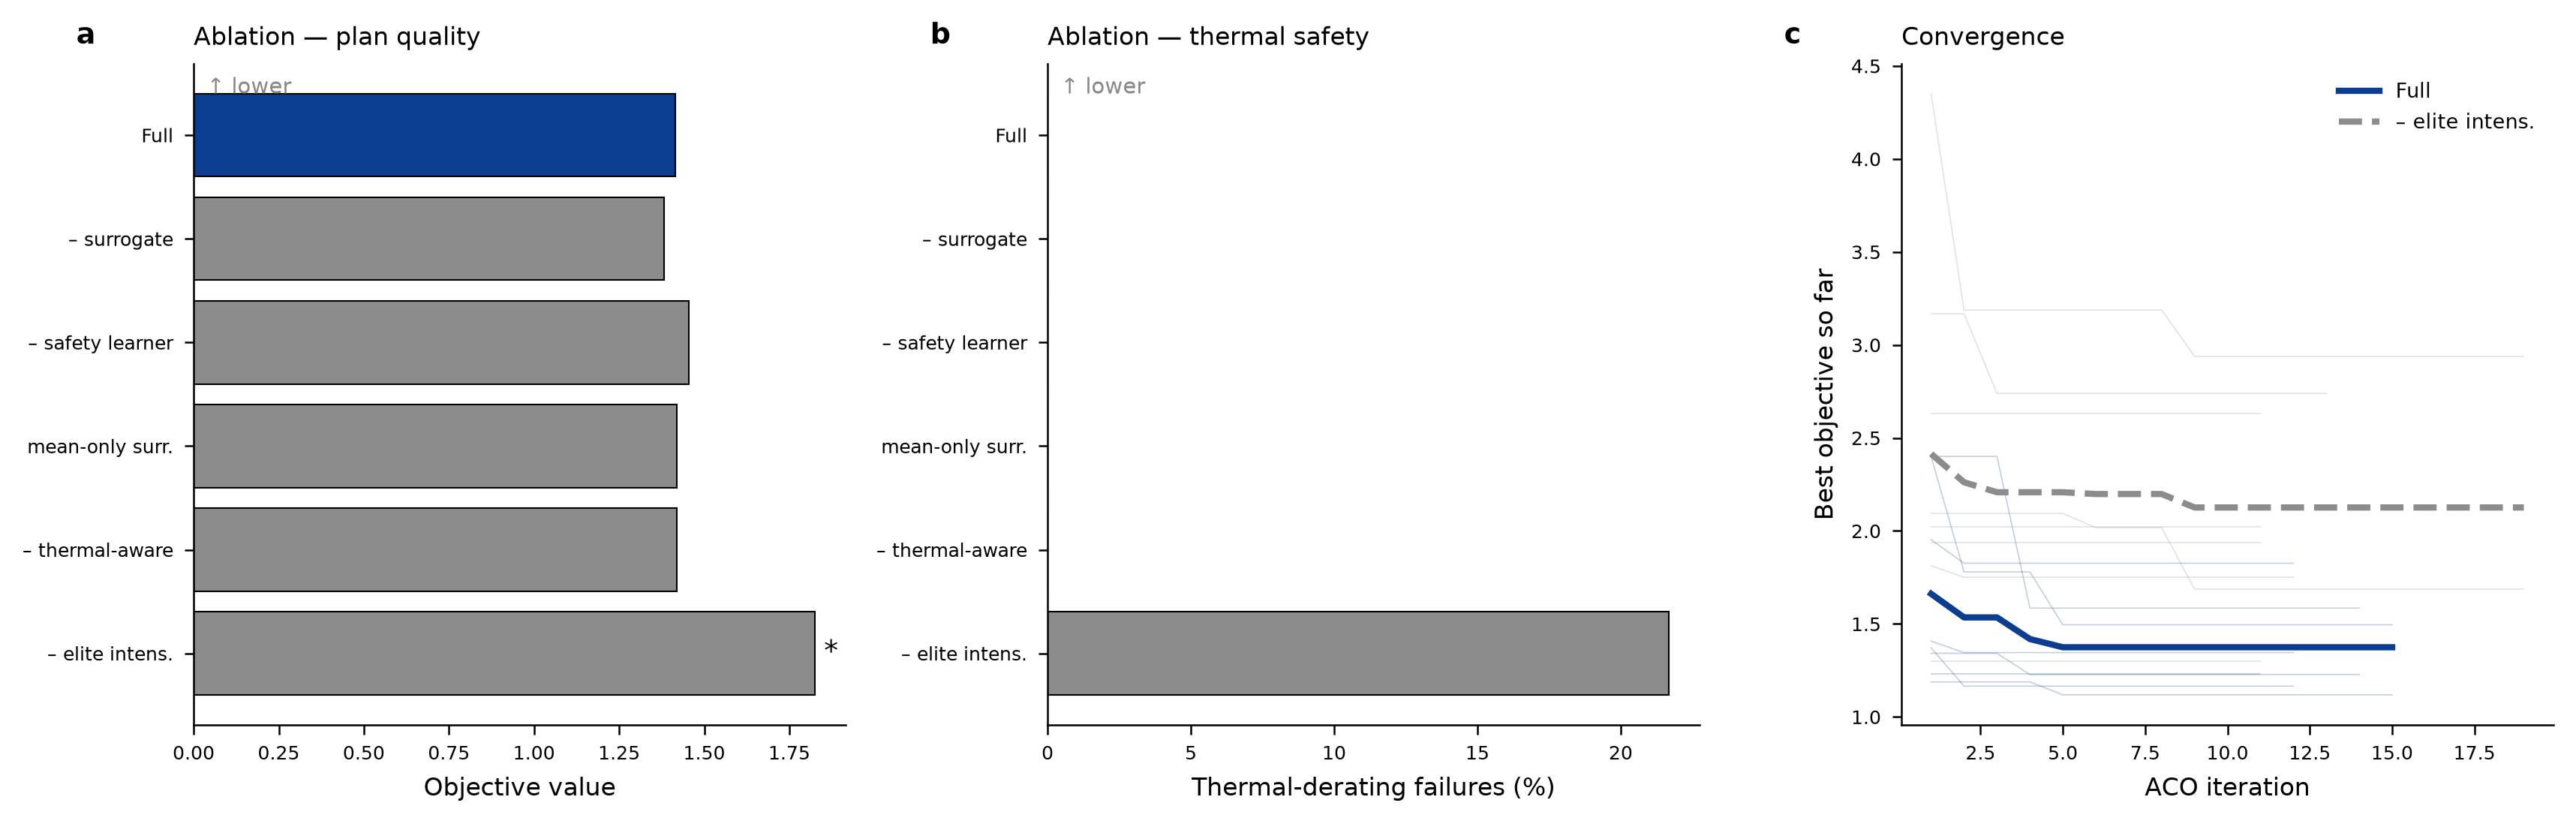 a
Ablation — plan quality
↑ lower
Full
– surrogate
– safety learner
mean-only surr.
– thermal-aware
– elite intens.
*
0.00 0.25 0.50 0.75 1.00 1.25 1.50 1.75
Objective value
b
Ablation — thermal safety
↑ lower
Full
– surrogate
– safety learner
mean-only surr.
– thermal-aware
– elite intens.
0 5 10 15 20
Thermal-derating failures (%)
c
Convergence
Full
– elite intens.
Best objective so far
4.5
4.0
3.5
3.0
2.5
2.0
1.5
1.0
2.5 5.0 7.5 10.0 12.5 15.0 17.5
ACO iteration